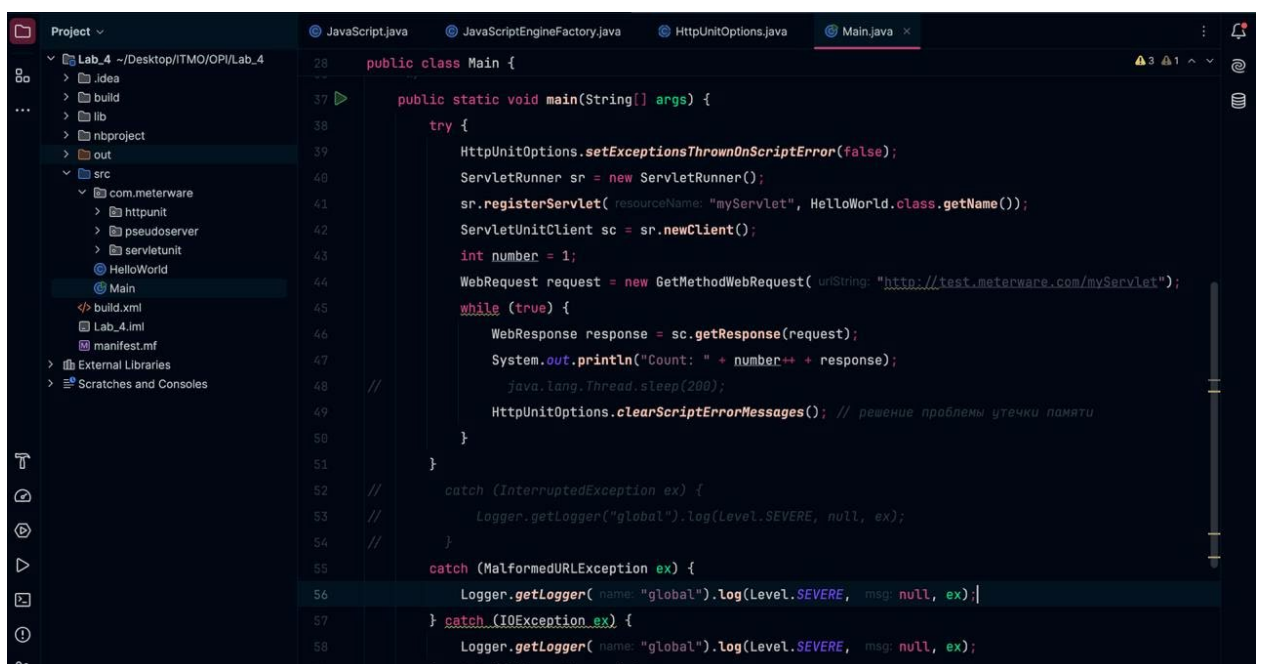 Project
JavaScript.java
JavaScriptEngineFactory.java
HttpUnitOptions.java
Main.java
Lab_4 ~/Desktop/ITMO/OPI/Lab_4
.idea
build
lib
nbproject
out
src
com.meterware
httpunit
pseudoserver
servletunit
HelloWorld
Main
build.xml
Lab_4.iml
manifest.mf
External Libraries
Scratches and Consoles
3 1
28 public class Main {
37 public static void main(String[] args) {
38 try {
39 HttpUnitOptions.setExceptionsThrownOnScriptError(false);
40 ServletRunner sr = new ServletRunner();
41 sr.registerServlet( resourceName: "myServlet", HelloWorld.class.getName());
42 ServletUnitClient sc = sr.newClient();
43 int number = 1;
44 WebRequest request = new GetMethodWebRequest( urlString: "http://test.meterware.com/myServlet");
45 while (true) {
46 WebResponse response = sc.getResponse(request);
47 System.out.println("Count: " + number++ + response);
48 // java.lang.Thread.sleep(200);
49 HttpUnitOptions.clearScriptErrorMessages(); // решение проблемы утечки памяти
50 }
51 }
52 // catch (InterruptedException ex) {
53 // Logger.getLogger("global").log(Level.SEVERE, null, ex);
54 // }
55 catch (MalformedURLException ex) {
56 Logger.getLogger( name: "global").log(Level.SEVERE, msg: null, ex);
57 } catch (IOException ex) {
58 Logger.getLogger( name: "global").log(Level.SEVERE, msg: null, ex);